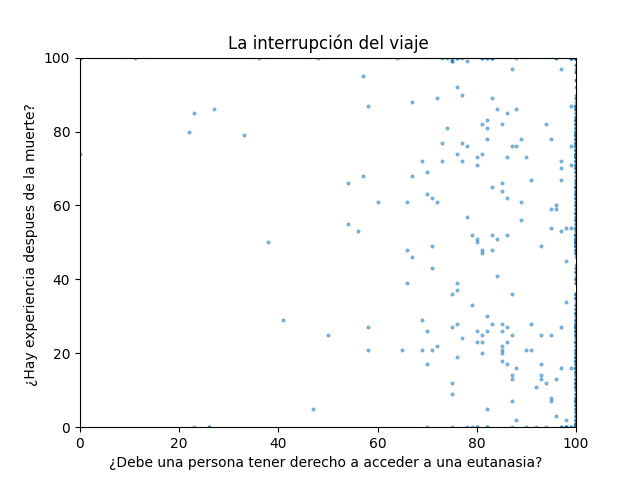 La interrupción del viaje
100
80
60
40
20
0
¿Hay experiencia despues de la muerte?
0 20 40 60 80 100
¿Debe una persona tener derecho a acceder a una eutanasia?